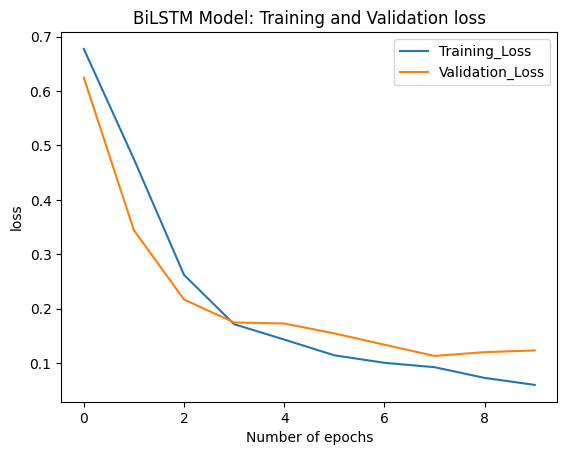 BiLSTM Model: Training and Validation loss
Training_Loss
Validation_Loss
0.7
0.6
0.5
0.4
0.3
0.2
0.1
loss
0 2 4 6 8
Number of epochs